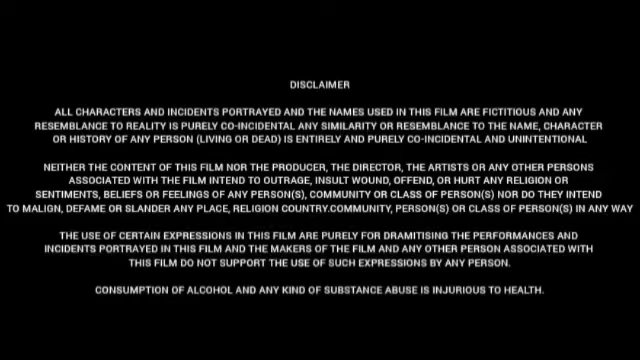 DISCLAIMER
ALL CHARACTERS AND INCIDENTS PORTRAYED AND THE NAMES USED IN THIS FILM ARE FICTITIOUS AND ANY
RESEMBLANCE TO REALITY IS PURELY CO-INCIDENTAL ANY SIMILARITY OR RESEMBLANCE TO THE NAME, CHARACTER
OR HISTORY OF ANY PERSON (LIVING OR DEAD) IS ENTIRELY AND PURELY CO-INCIDENTAL AND UNINTENTIONAL
NEITHER THE CONTENT OF THIS FILM NOR THE PRODUCER, THE DIRECTOR, THE ARTISTS OR ANY OTHER PERSONS
ASSOCIATED WITH THE FILM INTEND TO OUTRAGE, INSULT WOUND, OFFEND, OR HURT ANY RELIGION OR
SENTIMENTS, BELIEFS OR FEELINGS OF ANY PERSON(S), COMMUNITY OR CLASS OF PERSON(S) NOR DO THEY INTEND
TO MALIGN, DEFAME OR SLANDER ANY PLACE, RELIGION COUNTRY.COMMUNITY, PERSON(S) OR CLASS OF PERSON(S) IN ANY WAY
THE USE OF CERTAIN EXPRESSIONS IN THIS FILM ARE PURELY FOR DRAMITISING THE PERFORMANCES AND
INCIDENTS PORTRAYED IN THIS FILM AND THE MAKERS OF THE FILM AND ANY OTHER PERSON ASSOCIATED WITH
THIS FILM DO NOT SUPPORT THE USE OF SUCH EXPRESSIONS BY ANY PERSON.
CONSUMPTION OF ALCOHOL AND ANY KIND OF SUBSTANCE ABUSE IS INJURIOUS TO HEALTH.